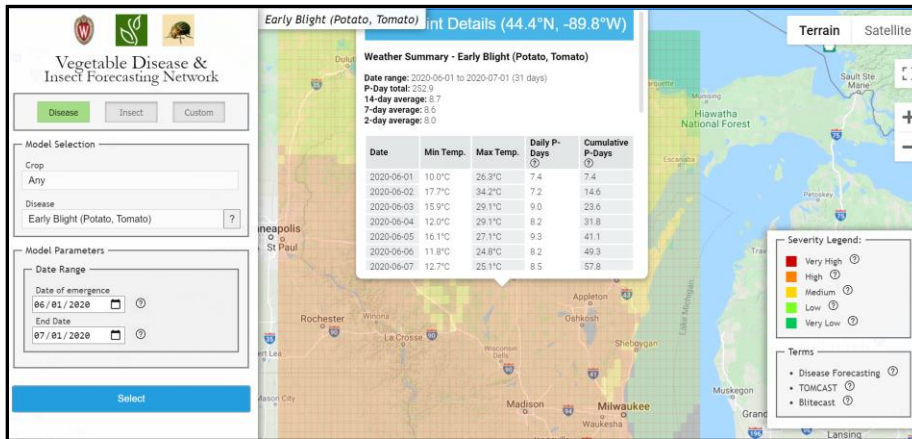 Vegetable Disease &
Insect Forecasting Network
Disease Insect Custom
Model Selection
Crop
Any
Disease
Early Blight (Potato, Tomato) ?
Model Parameters
Date Range
Date of emergence
06/01/2020 ?
End Date
07/01/2020 ?
Select
Early Blight (Potato, Tomato)
int Details (44.4°N, -89.8°W)
Weather Summary - Early Blight (Potato, Tomato)
Date range: 2020-06-01 to 2020-07-01 (31 days)
P-Day total: 252.9
14-day average: 8.7
7-day average: 8.6
2-day average: 8.0
Date Min Temp. Max Temp. Daily P-Days ? Cumulative P-Days ?
2020-06-01 10.0°C 26.3°C 7.4 7.4
2020-06-02 17.7°C 34.2°C 7.2 14.6
2020-06-03 15.9°C 29.1°C 9.0 23.6
2020-06-04 12.0°C 29.1°C 8.2 31.8
2020-06-05 16.1°C 27.1°C 9.3 41.1
2020-06-06 11.8°C 24.8°C 8.2 49.3
2020-06-07 12.7°C 25.1°C 8.5 57.8
Terrain Satellite
Dulut
arquette
Munising
Sault Ste
Marie
Hiawatha
National Forest
Escanaba
Petoskey
neapolis
St Paul
Appleton
Oshkosh
Rochester
Winona
La Crosse
Wisconsin
Dells
Sheboygan
Lake Michigan
ert Lea
Mason City
Madison
Milwaukee
Waukesha
Muskegon
Grand
Lansing
Severity Legend:
Very High ?
High ?
Medium ?
Low ?
Very Low ?
Terms
• Disease Forecasting ?
• TOMCAST ?
• Blitecast ?